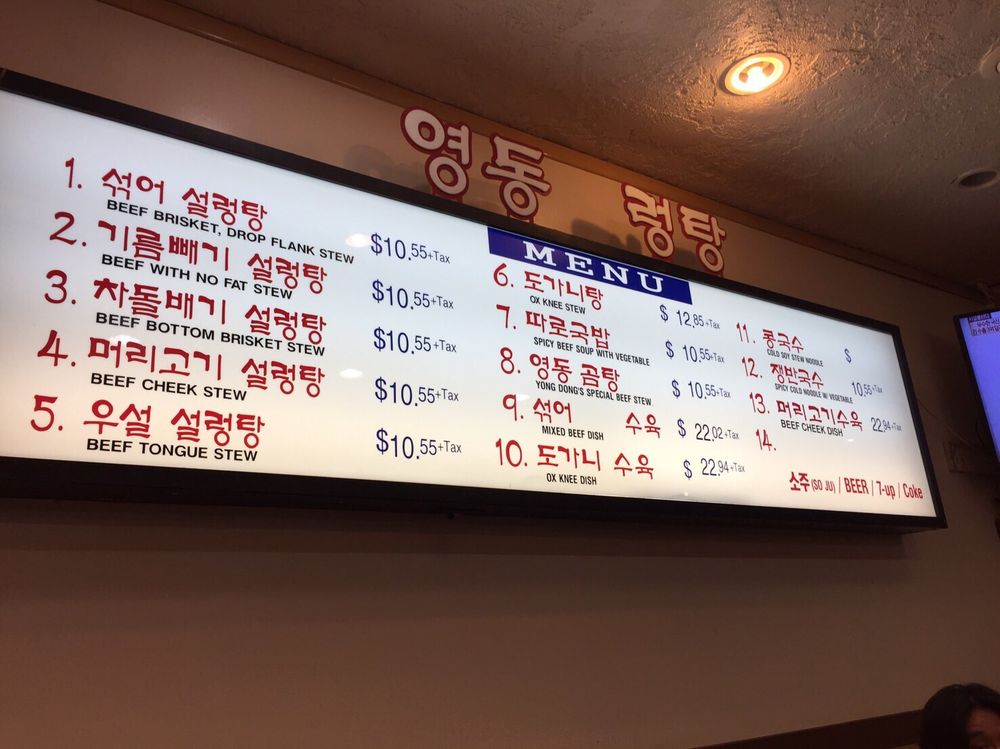 영동 렁탕
MENU
1. 섞어 설렁탕 $10.55+Tax
BEEF BRISKET, DROP FLANK STEW
2. 기름빼기 설렁탕 $10.55+Tax
BEEF WITH NO FAT STEW
3. 차돌배기 설렁탕 $10.55+Tax
BEEF BOTTOM BRISKET STEW
4. 머리고기 설렁탕 $10.55+Tax
BEEF CHEEK STEW
5. 우설 설렁탕 $10.55+Tax
BEEF TONGUE STEW
6. 도가니탕 $12.85+Tax
OX KNEE STEW
7. 따로국밥 $10.55+Tax
SPICY BEEF SOUP WITH VEGETABLE
8. 영동 곰탕 $10.55+Tax
YONG DONG'S SPECIAL BEEF STEW
9. 섞어 수육 $22.02+Tax
MIXED BEEF DISH
10. 도가니 수육 $22.94+Tax
OX KNEE DISH
11. 콩국수 $
COLD SOY STEW NOODLE
12. 쟁반국수 10.55+Tax
SPICY COLD NOODLE W/ VEGETABLE
13. 머리고기수육 22.94+Tax
BEEF CHEEK DISH
14.
소주(SO JU) / BEER / 7-up / Coke